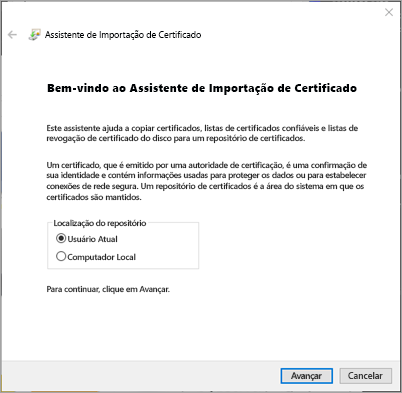 Assistente de Importação de Certificado
Bem-vindo ao Assistente de Importação de Certificado
Este assistente ajuda a copiar certificados, listas de certificados confiáveis e listas de
revogação de certificado do disco para um repositório de certificados.
Um certificado, que é emitido por uma autoridade de certificação, é uma confirmação de
sua identidade e contém informações usadas para proteger os dados ou para estabelecer
conexões de rede segura. Um repositório de certificados é a área do sistema em que os
certificados são mantidos.
Localização do repositório
Usuário Atual
Computador Local
Para continuar, clique em Avançar.
Avançar Cancelar